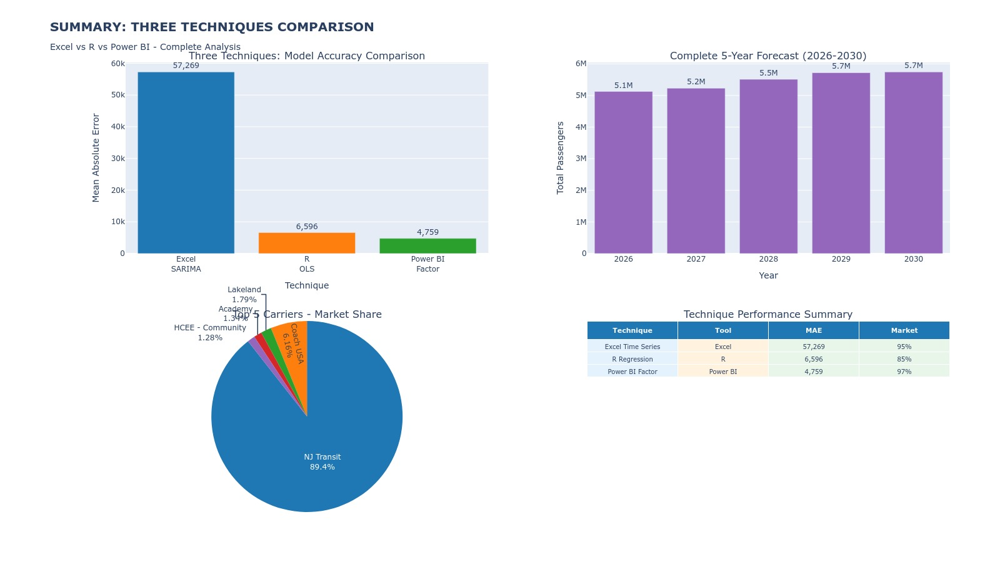 SUMMARY: THREE TECHNIQUES COMPARISON
Excel vs R vs Power BI - Complete Analysis
Three Techniques: Model Accuracy Comparison
60k
50k
40k
30k
20k
10k
0
Mean Absolute Error
57,269
6,596
4,759
Excel
SARIMA
R
OLS
Power BI
Factor
Technique
Complete 5-Year Forecast (2026-2030)
6M
5M
4M
3M
2M
1M
0
Total Passengers
5.1M
5.2M
5.5M
5.7M
5.7M
2026
2027
2028
2029
2030
Year
Top 5 Carriers - Market Share
Lakeland
1.79%
Academy
1.34%
HCEE - Community
1.28%
Coach USA
6.16%
NJ Transit
89.4%
Technique Performance Summary
Technique Tool MAE Market
Excel Time Series Excel 57,269 95%
R Regression R 6,596 85%
Power BI Factor Power BI 4,759 97%